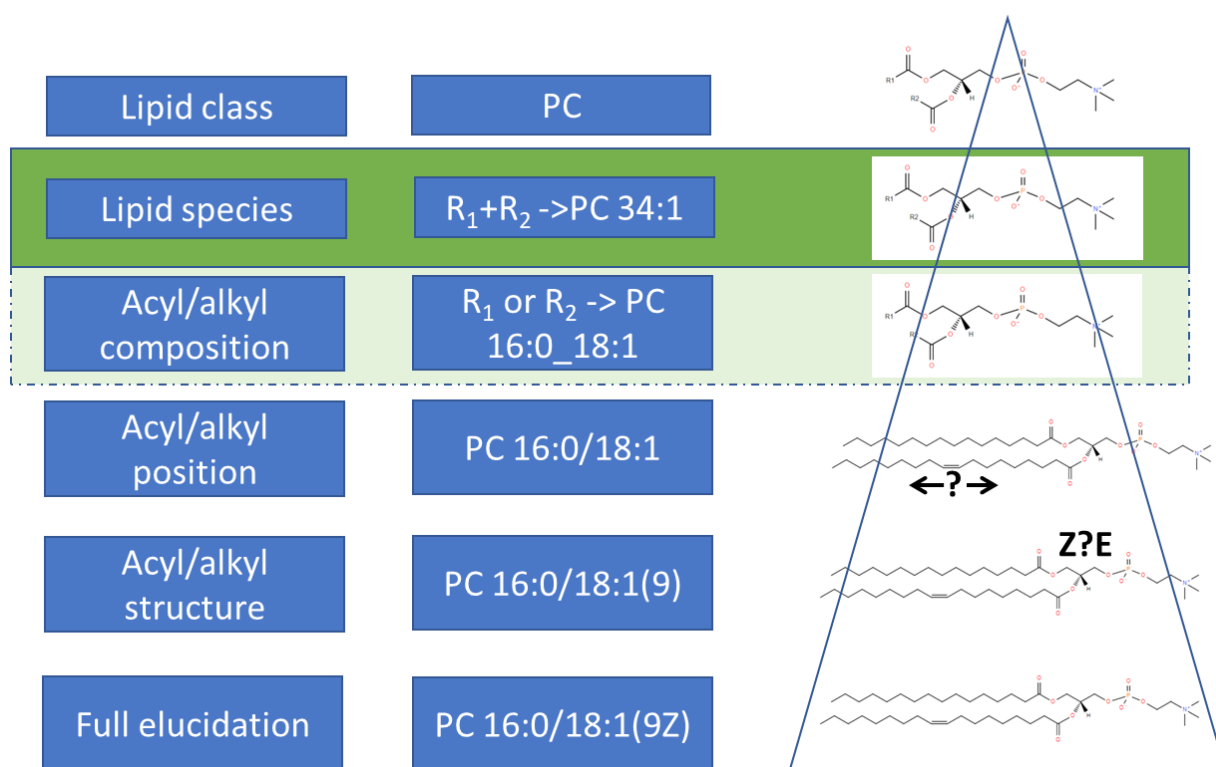 Lipid class
PC
Lipid species
R₁+R₂ ->PC 34:1
Acyl/alkyl
composition
R₁ or R₂ -> PC
16:0_18:1
Acyl/alkyl
position
PC 16:0/18:1
←?→
Acyl/alkyl
structure
PC 16:0/18:1(9)
Z?E
Full elucidation
PC 16:0/18:1(9Z)